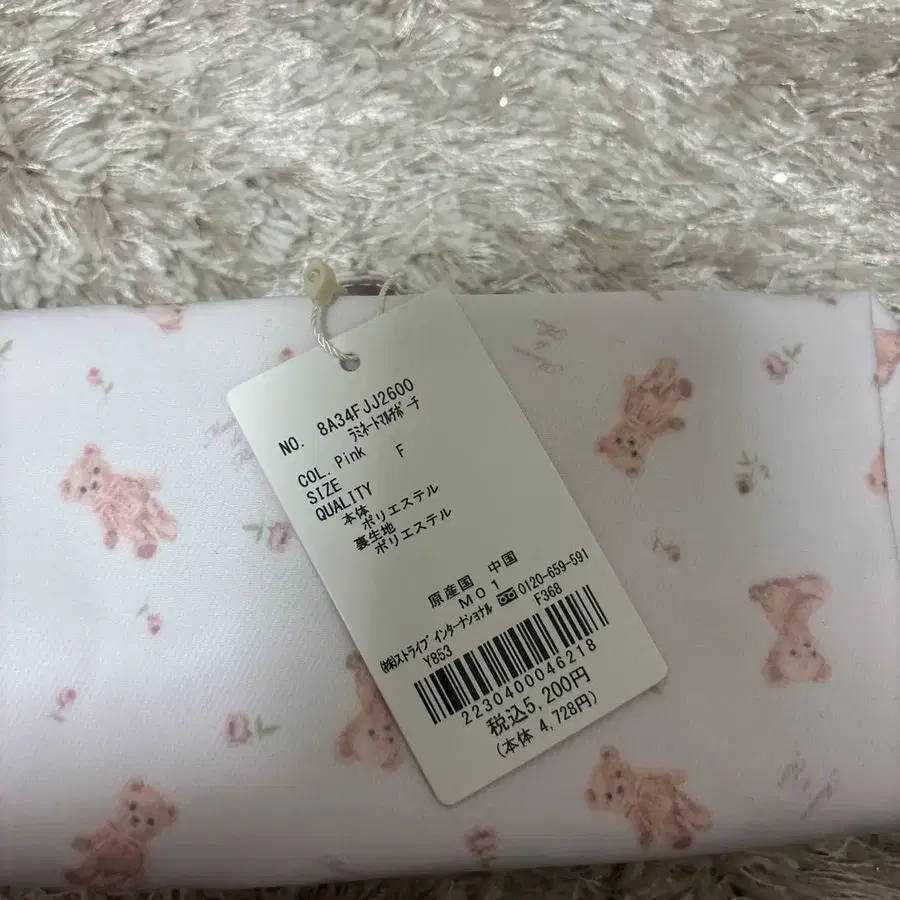 NO. 8A34FJJ2600
ﾗﾐﾈｰﾄﾏﾙﾁﾎﾟｰﾁ
COL. Pink
SIZE F
QUALITY
本体
ポリエステル
裏生地
ポリエステル
原産国 中国
M01
㈱ストライプ インターナショナル 0120-659-591
Y853 F368
2230400046218
税込5,200円
(本体 4,728円)